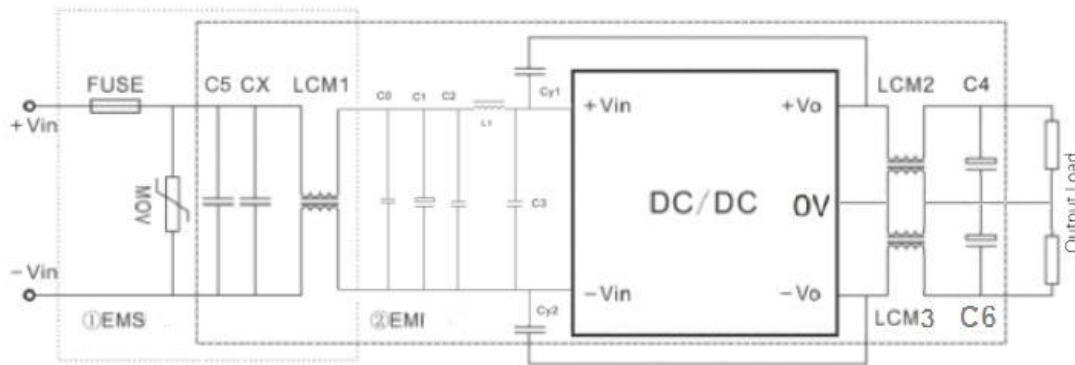 FUSE C5 CX LCM1 C0 C1 C2 L1 Cy1 LCM2 C4
+Vin +Vin +Vo
MOV C3 DC/DC 0V Output Load
-Vin -Vin -Vo
①EMS ②EMI Cy2 LCM3 C6